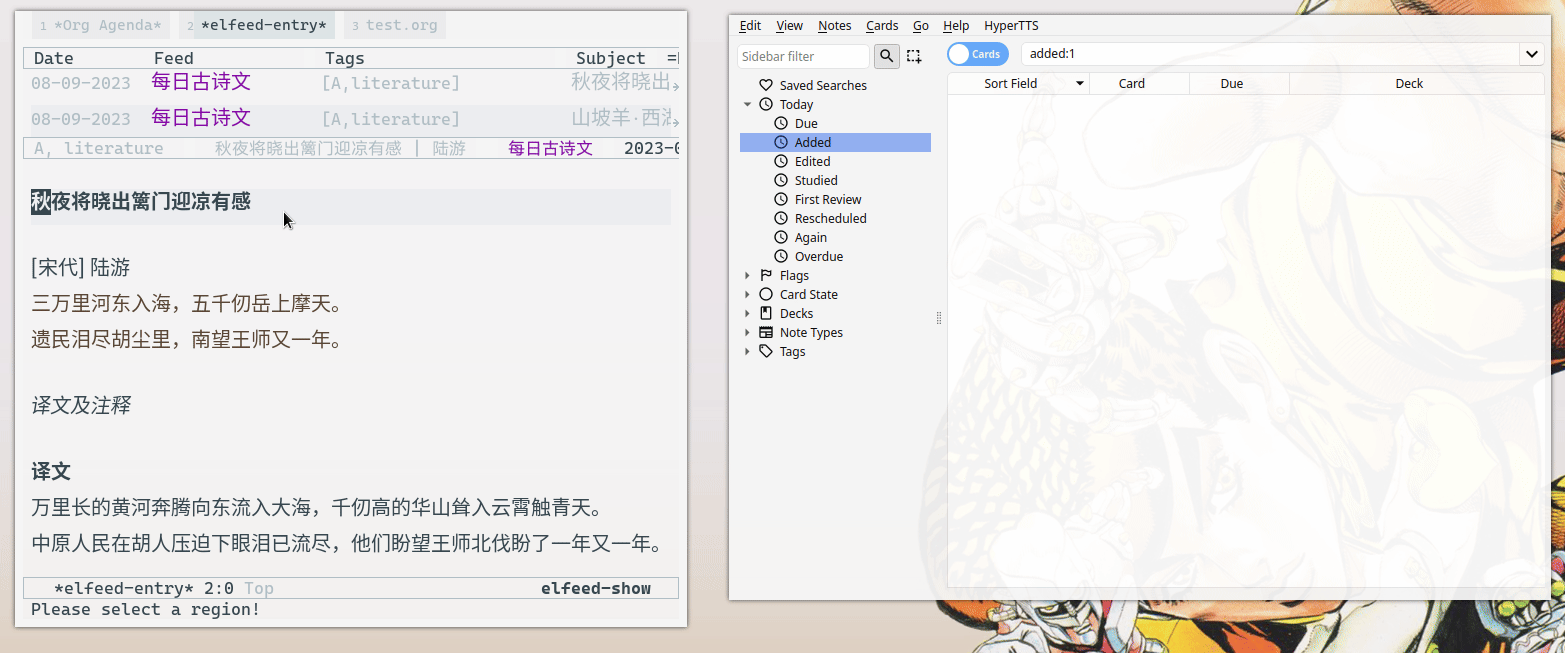 1 *Org Agenda* 2 *elfeed-entry* 3 test.org
Date Feed Tags Subject
08-09-2023 每日古诗文 [A,literature] 秋夜将晓出
08-09-2023 每日古诗文 [A,literature] 山坡羊·西湖
A, literature 秋夜将晓出篱门迎凉有感 | 陆游 每日古诗文 2023-0
秋夜将晓出篱门迎凉有感
[宋代] 陆游
三万里河东入海，五千仞岳上摩天。
遗民泪尽胡尘里，南望王师又一年。
译文及注释
译文
万里长的黄河奔腾向东流入大海，千仞高的华山耸入云霄触青天。
中原人民在胡人压迫下眼泪已流尽，他们盼望王师北伐盼了一年又一年。
*elfeed-entry* 2:0 Top elfeed-show
Please select a region!
Edit View Notes Cards Go Help HyperTTS
Sidebar filter
Cards
added:1
Sort Field Card Due Deck
Saved Searches
Today
Due
Added
Edited
Studied
First Review
Rescheduled
Again
Overdue
Flags
Card State
Decks
Note Types
Tags